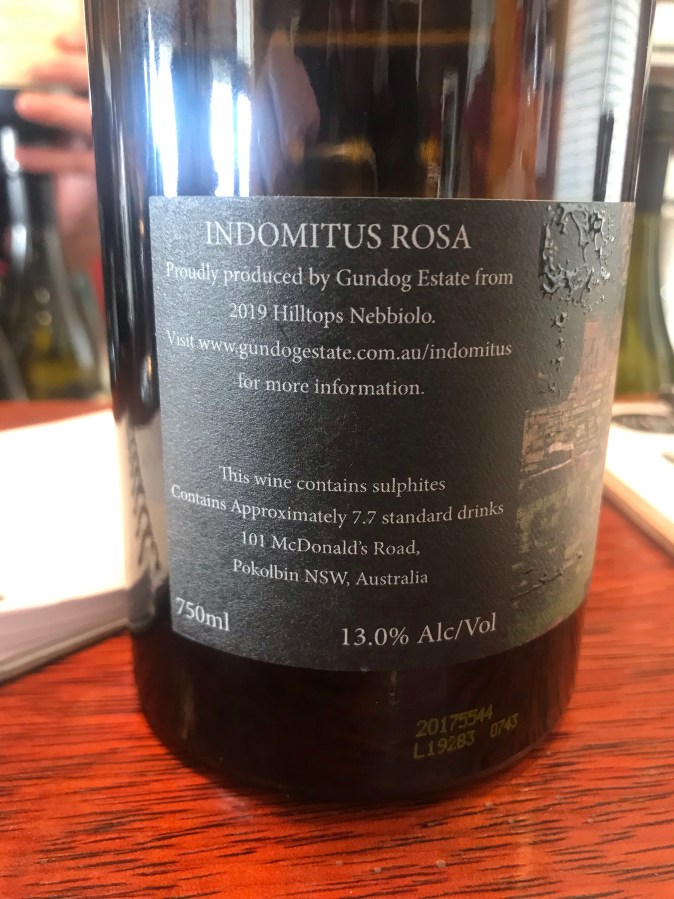 INDOMITUS ROSA
Proudly produced by Gundog Estate from
2019 Hilltops Nebbiolo.
Visit www.gundogestate.com.au/indomitus
for more information.
This wine contains sulphites
Contains Approximately 7.7 standard drinks
101 McDonald's Road,
Pokolbin NSW, Australia
750ml 13.0% Alc/Vol
20175544
L19283 0743